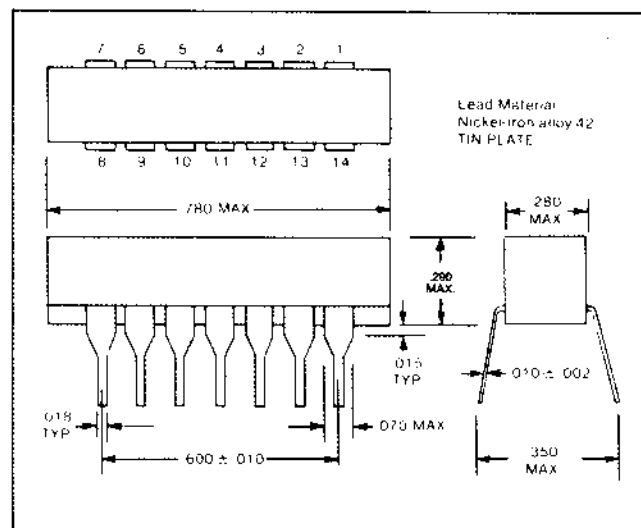 7 6 5 4 3 2 1
Lead Material
Nickel-Iron alloy 42
TIN PLATE
8 9 10 11 12 13 14
.780 MAX
.280
MAX
.290
MAX.
.015
TYP
.010 ± .002
.018
TYP
.070 MAX
.600 ± .010
.350
MAX